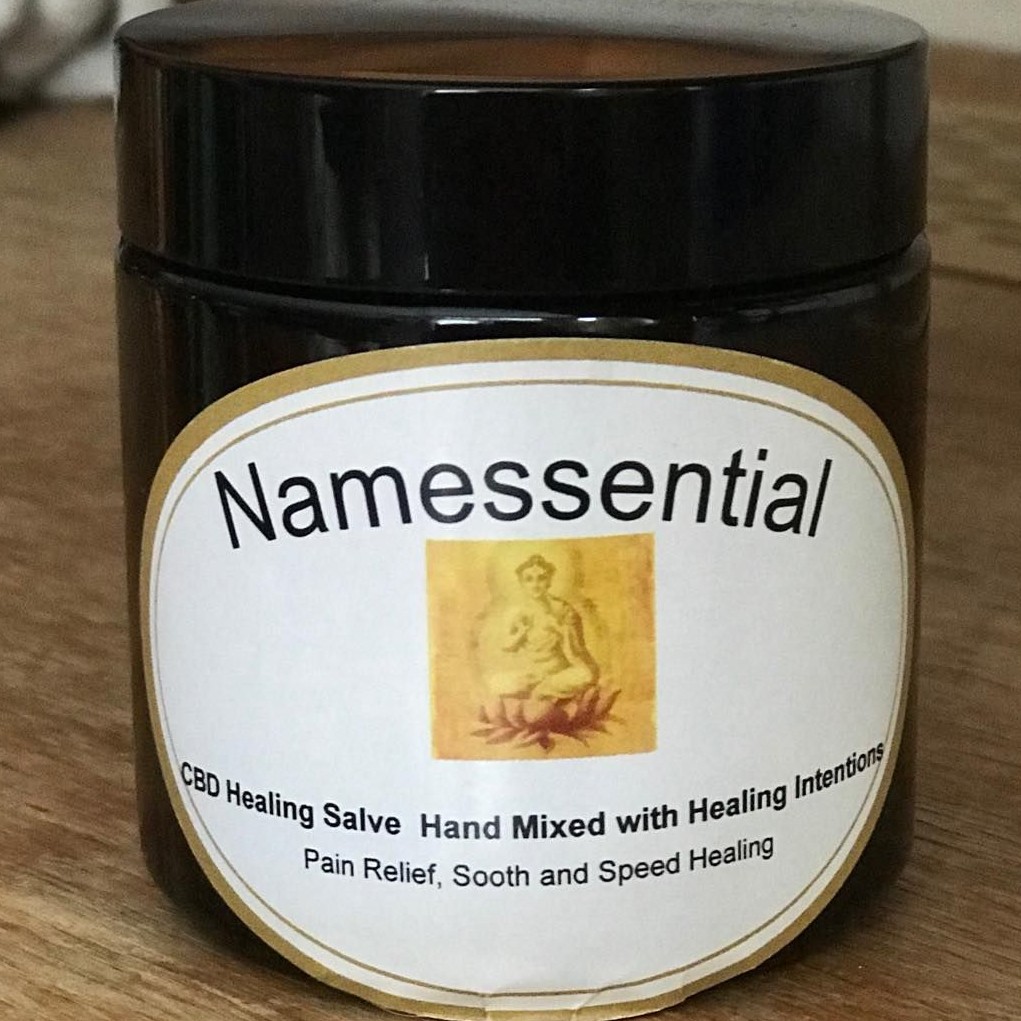 Namessential
CBD Healing Salve Hand Mixed with Healing Intentions
Pain Relief, Sooth and Speed Healing